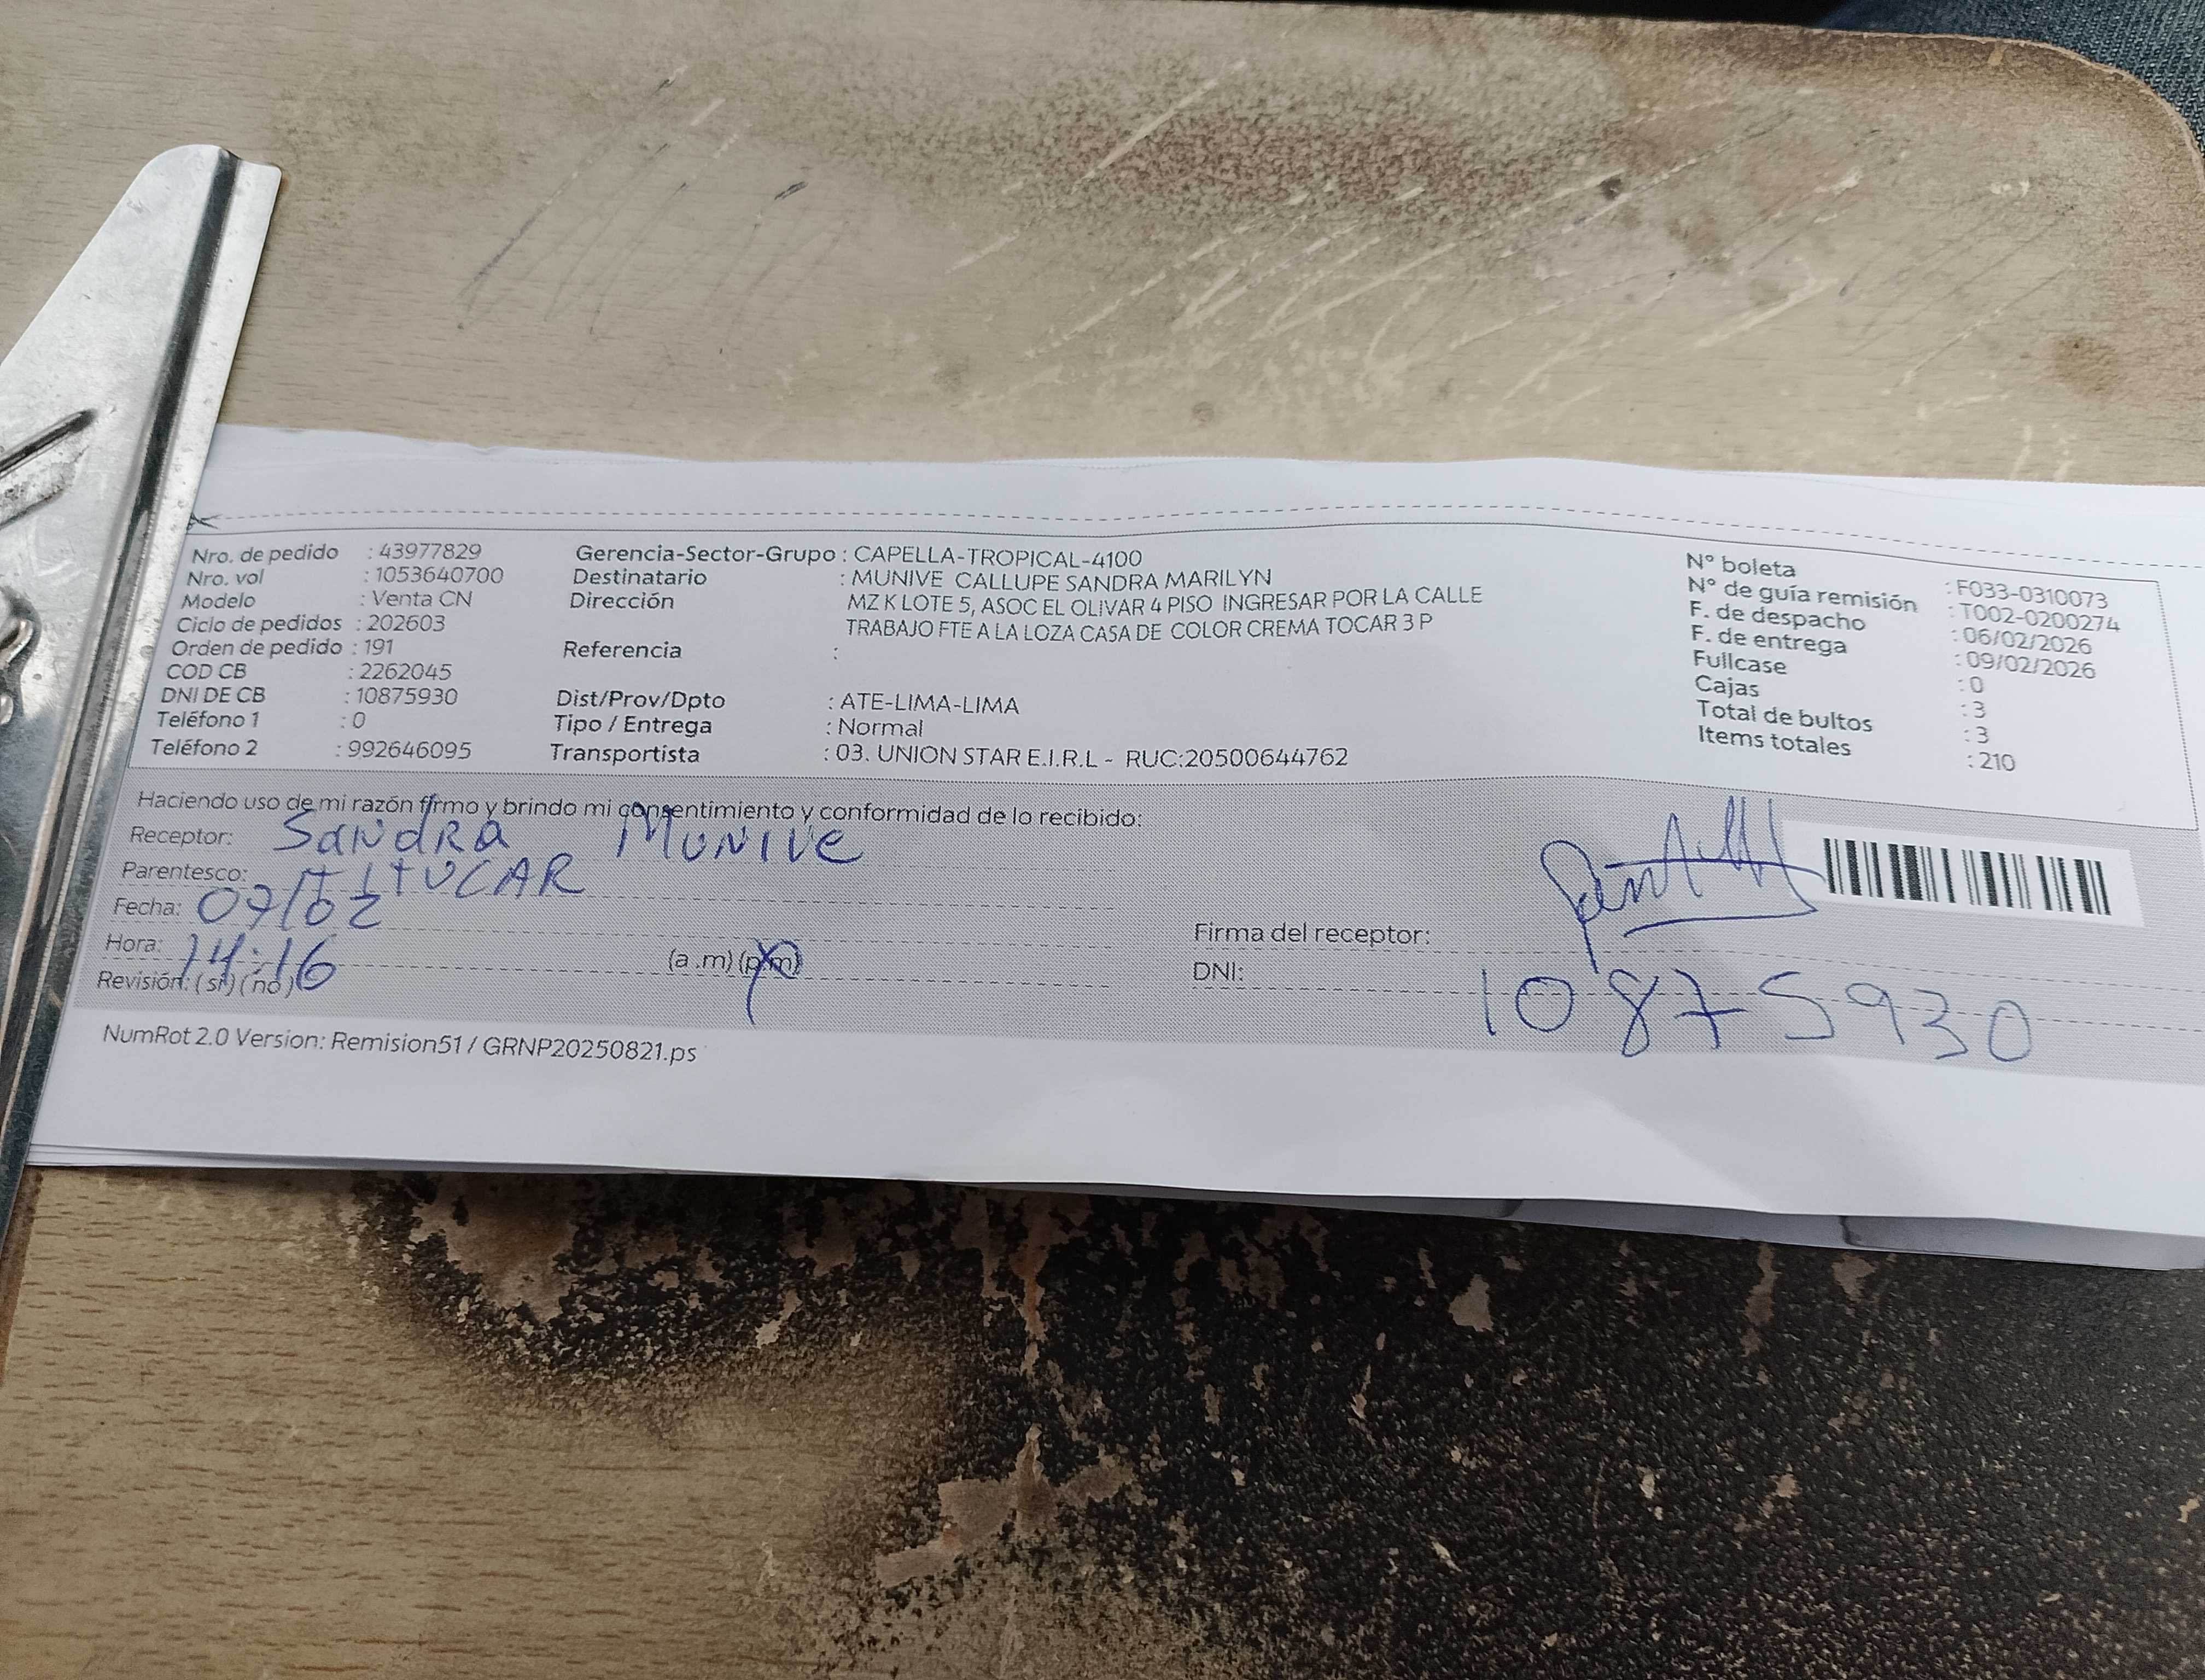 Nro. de pedido : 43977829
Nro. vol : 1053640700
Modelo : Venta CN
Ciclo de pedidos : 202603
Orden de pedido : 191
COD CB : 2262045
DNI DE CB : 10875930
Teléfono 1 : 0
Teléfono 2 : 992646095
Gerencia-Sector-Grupo : CAPELLA-TROPICAL-4100
Destinatario : MUNIVE CALLUPE SANDRA MARILYN
Dirección MZ K LOTE 5, ASOC EL OLIVAR 4 PISO INGRESAR POR LA CALLE
TRABAJO FTE A LA LOZA CASA DE COLOR CREMA TOCAR 3 P
Referencia :
Dist/Prov/Dpto : ATE-LIMA-LIMA
Tipo / Entrega : Normal
Transportista : 03. UNION STAR E.I.R.L - RUC:20500644762
N° boleta : F033-0310073
N° de guía remisión : T002-0200274
F. de despacho : 06/02/2026
F. de entrega : 09/02/2026
Fullcase : 0
Cajas : 3
Total de bultos : 3
Items totales : 210
Haciendo uso de mi razón firmo y brindo mi consentimiento y conformidad de lo recibido:
Receptor: SANDRA MUNIVE
Parentesco: tITUCAR
Fecha: 07/02
Hora: 14:16 (a.m) (p.m)
Revisión: (si) (no)
Firma del receptor:
DNI: 10875930
NumRot 2.0 Version: Remision51 / GRNP20250821.ps